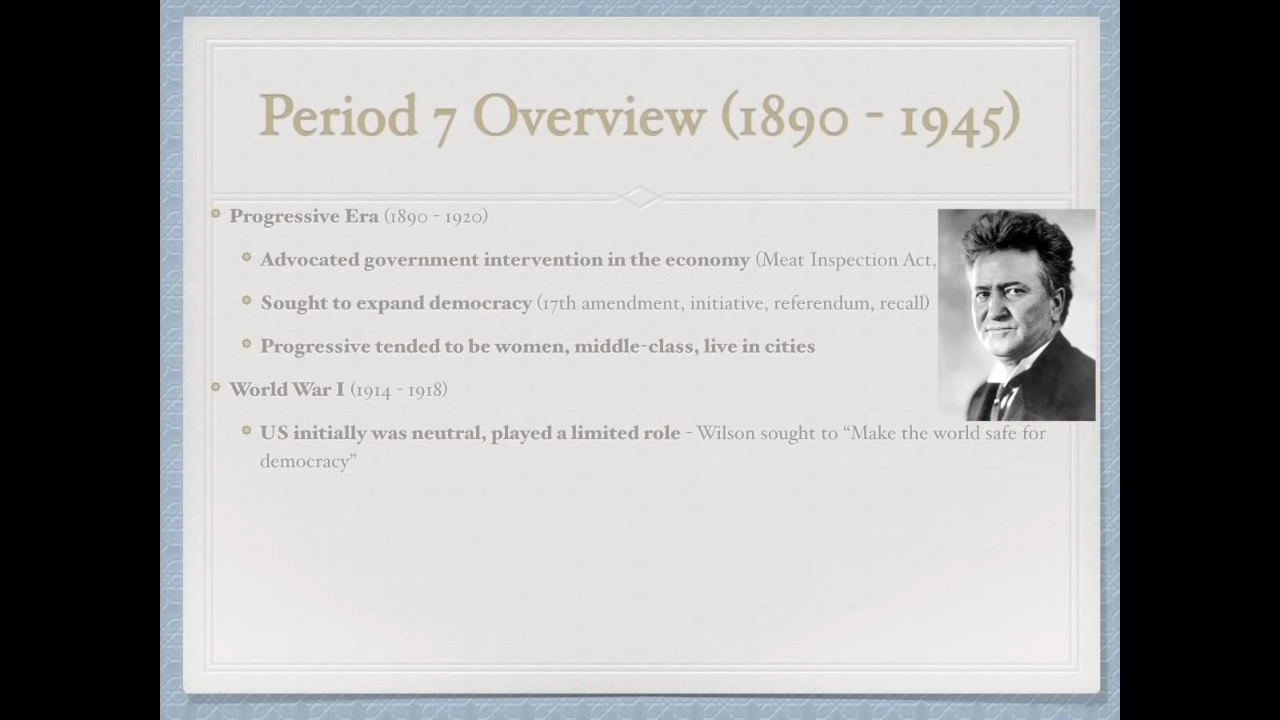 Period 7 Overview (1890 - 1945)
Progressive Era (1890 - 1920)
Advocated government intervention in the economy (Meat Inspection Act,
Sought to expand democracy (17th amendment, initiative, referendum, recall)
Progressive tended to be women, middle-class, live in cities
World War I (1914 - 1918)
US initially was neutral, played a limited role - Wilson sought to “Make the world safe for
democracy”